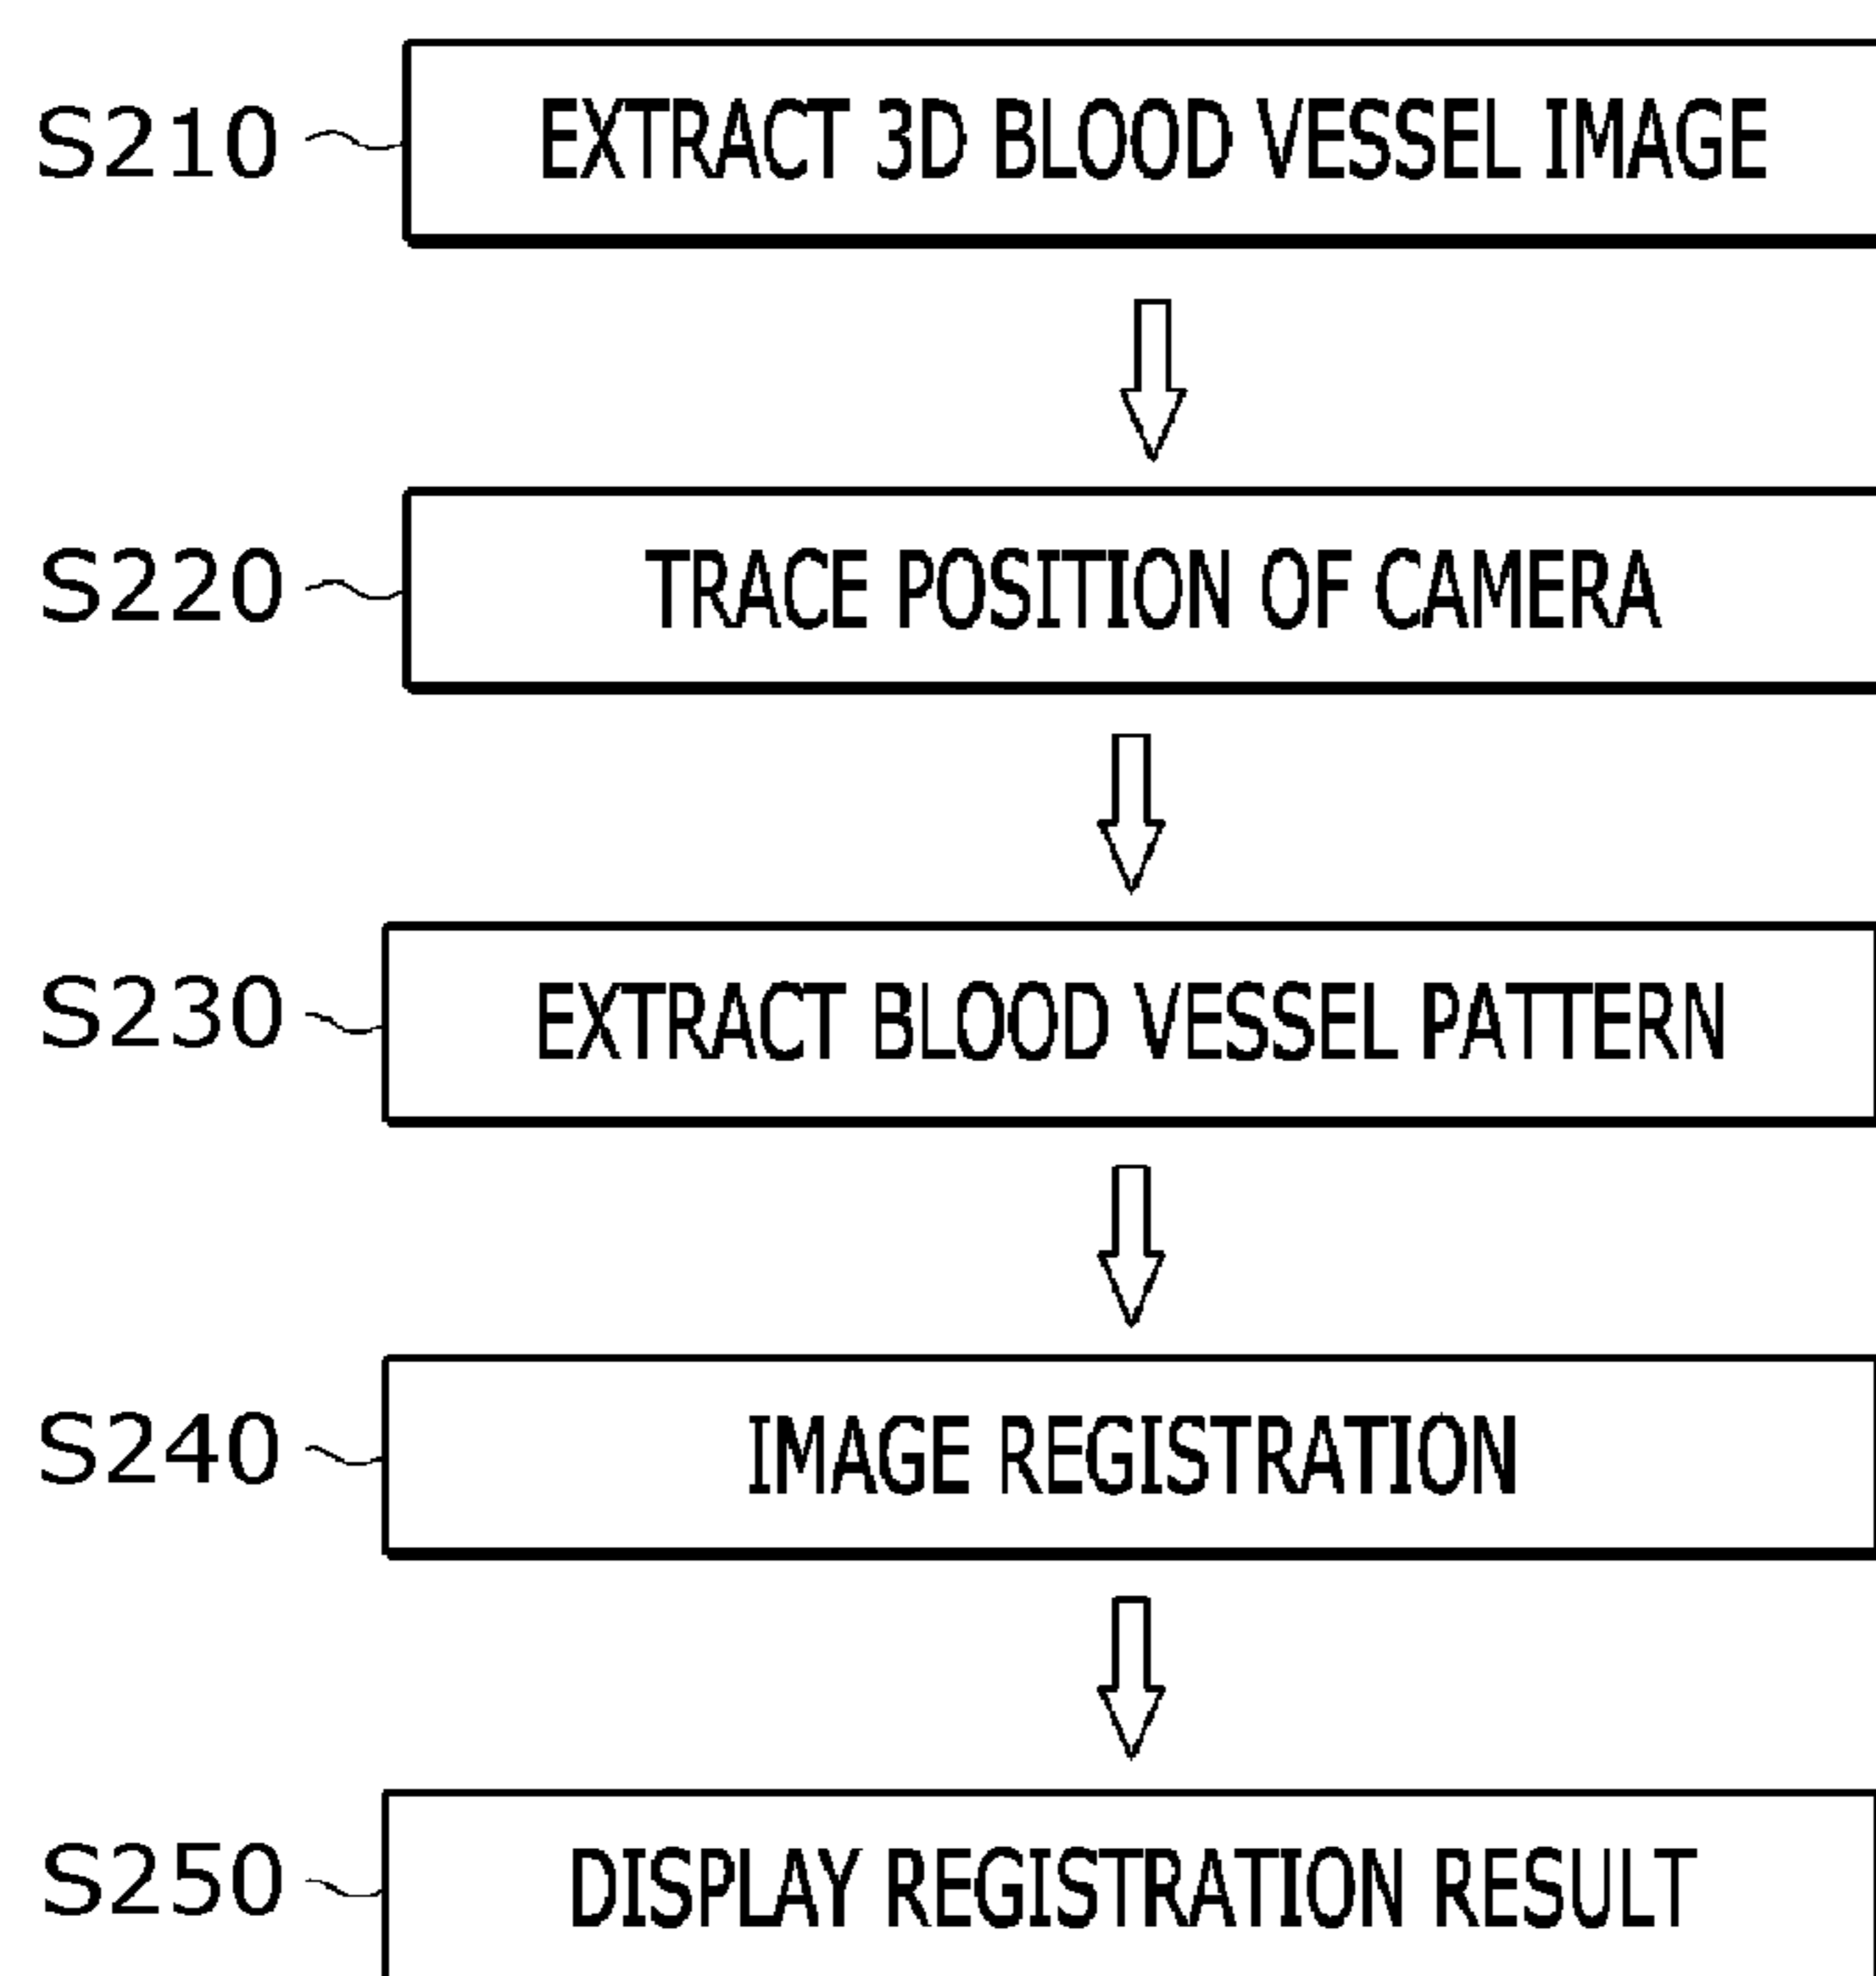 S210 EXTRACT 3D BLOOD VESSEL IMAGE
S220 TRACE POSITION OF CAMERA
S230 EXTRACT BLOOD VESSEL PATTERN
S240 IMAGE REGISTRATION
S250 DISPLAY REGISTRATION RESULT